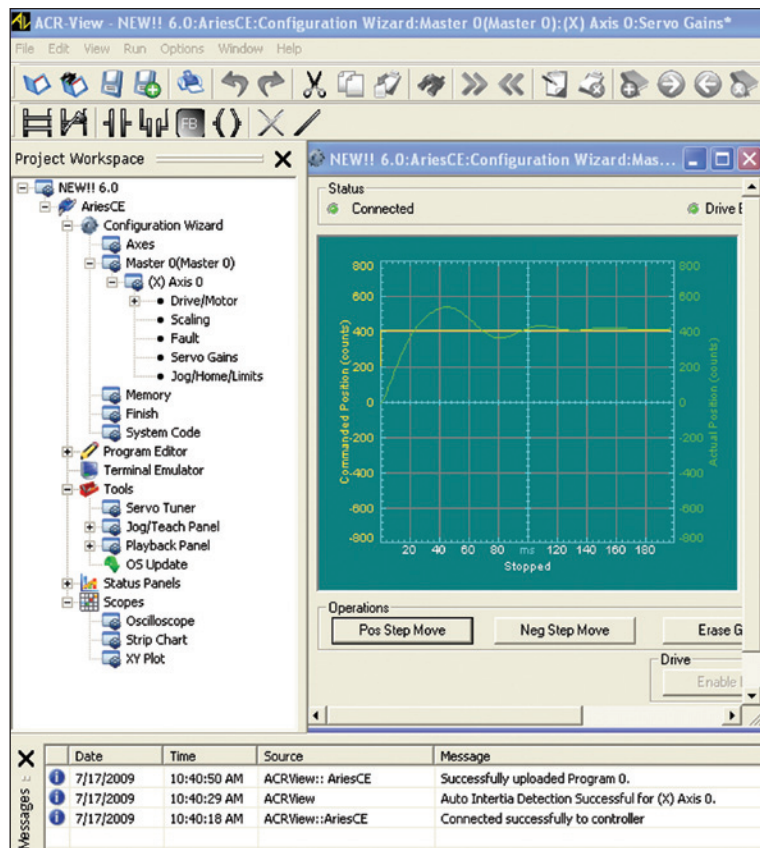 ACR-View - NEW!! 6.0:AriesCE:Configuration Wizard:Master 0(Master 0):(X) Axis 0:Servo Gains*
File Edit View Run Options Window Help
FB
Project Workspace
NEW!! 6.0
AriesCE
Configuration Wizard
Axes
Master 0(Master 0)
(X) Axis 0
Drive/Motor
Scaling
Fault
Servo Gains
Jog/Home/Limits
Memory
Finish
System Code
Program Editor
Terminal Emulator
Tools
Servo Tuner
Jog/Teach Panel
Playback Panel
OS Update
Status Panels
Scopes
Oscilloscope
Strip Chart
XY Plot
NEW!! 6.0:AriesCE:Configuration Wizard:Mas...
Status
Connected
Drive E
Commanded Position (counts)
800
600
400
200
0
-200
-400
-600
-800
800
600
400
200
0
-200
-400
-600
-800
Actual Position (counts)
20 40 60 80 ms 120 140 160 180
Stopped
Operations
Pos Step Move
Neg Step Move
Erase G
Drive
Enable
Messages
Date Time Source Message
7/17/2009 10:40:50 AM ACRView:: AriesCE Successfully uploaded Program 0.
7/17/2009 10:40:29 AM ACRView Auto Intertia Detection Successful for (X) Axis 0.
7/17/2009 10:40:18 AM ACRView::AriesCE Connected successfully to controller